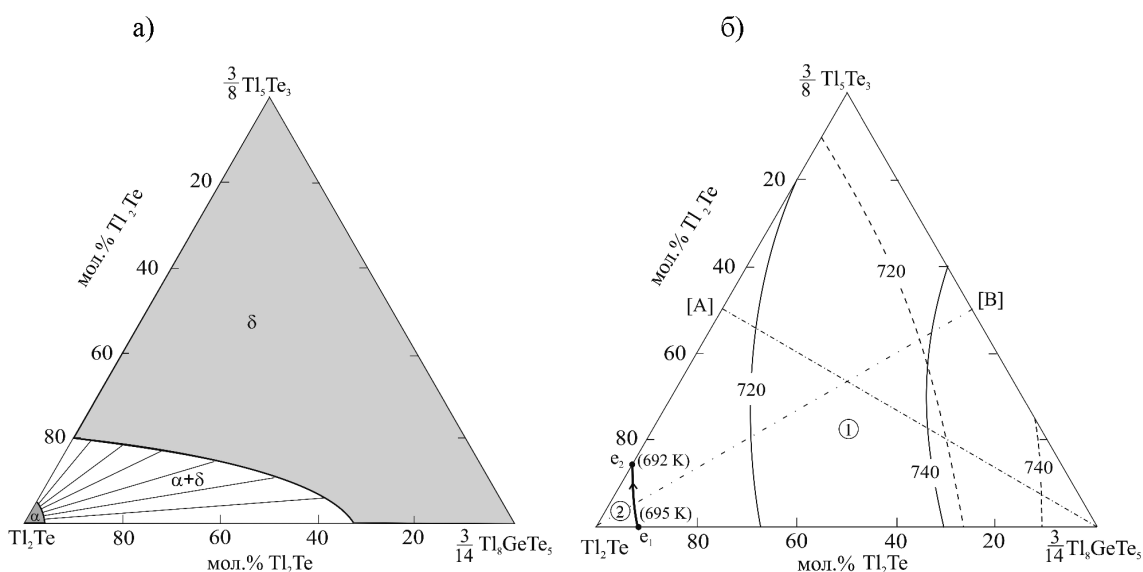 а)
3/8 Tl₅Te₃
20
мол.% Tl₂Te
40
δ
60
80
α+δ
α
Tl₂Te
80
60
40
20
3/14 Tl₈GeTe₅
мол.% Tl₂Te
б)
3/8 Tl₅Te₃
20
мол.% Tl₂Te
40
720
[A]
[B]
60
720
①
80
e₂
(692 K)
740
740
②
(695 K)
Tl₂Te
e₁
80
60
40
20
3/14 Tl₈GeTe₅
мол.% Tl₂Te